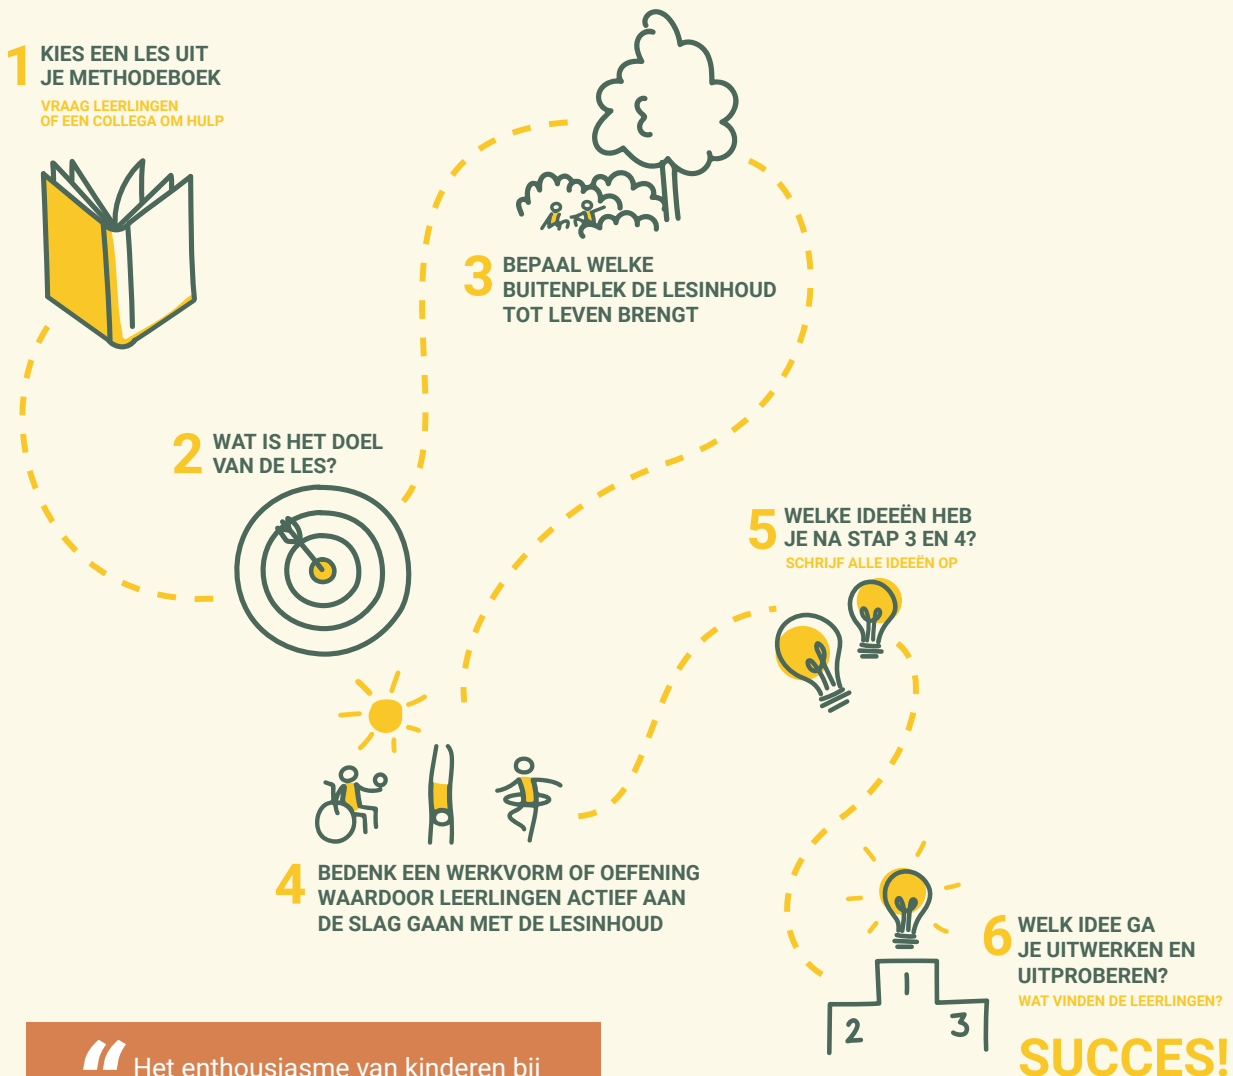 1
KIES EEN LES UIT
JE METHODEBOEK
VRAAG LEERLINGEN
OF EEN COLLEGA OM HULP
2
WAT IS HET DOEL
VAN DE LES?
3
BEPAAL WELKE
BUITENPLEK DE LESINHOUD
TOT LEVEN BRENGT
4
BEDENK EEN WERKVORM OF OEFENING
WAARDOOR LEERLINGEN ACTIEF AAN
DE SLAG GAAN MET DE LESINHOUD
5
WELKE IDEEËN HEB
JE NA STAP 3 EN 4?
SCHRIJF ALLE IDEEËN OP
6
WELK IDEE GA
JE UITWERKEN EN
UITPROBEREN?
WAT VINDEN DE LEERLINGEN?
1
2
3
SUCCES!
“ Het enthousiasme van kinderen bij